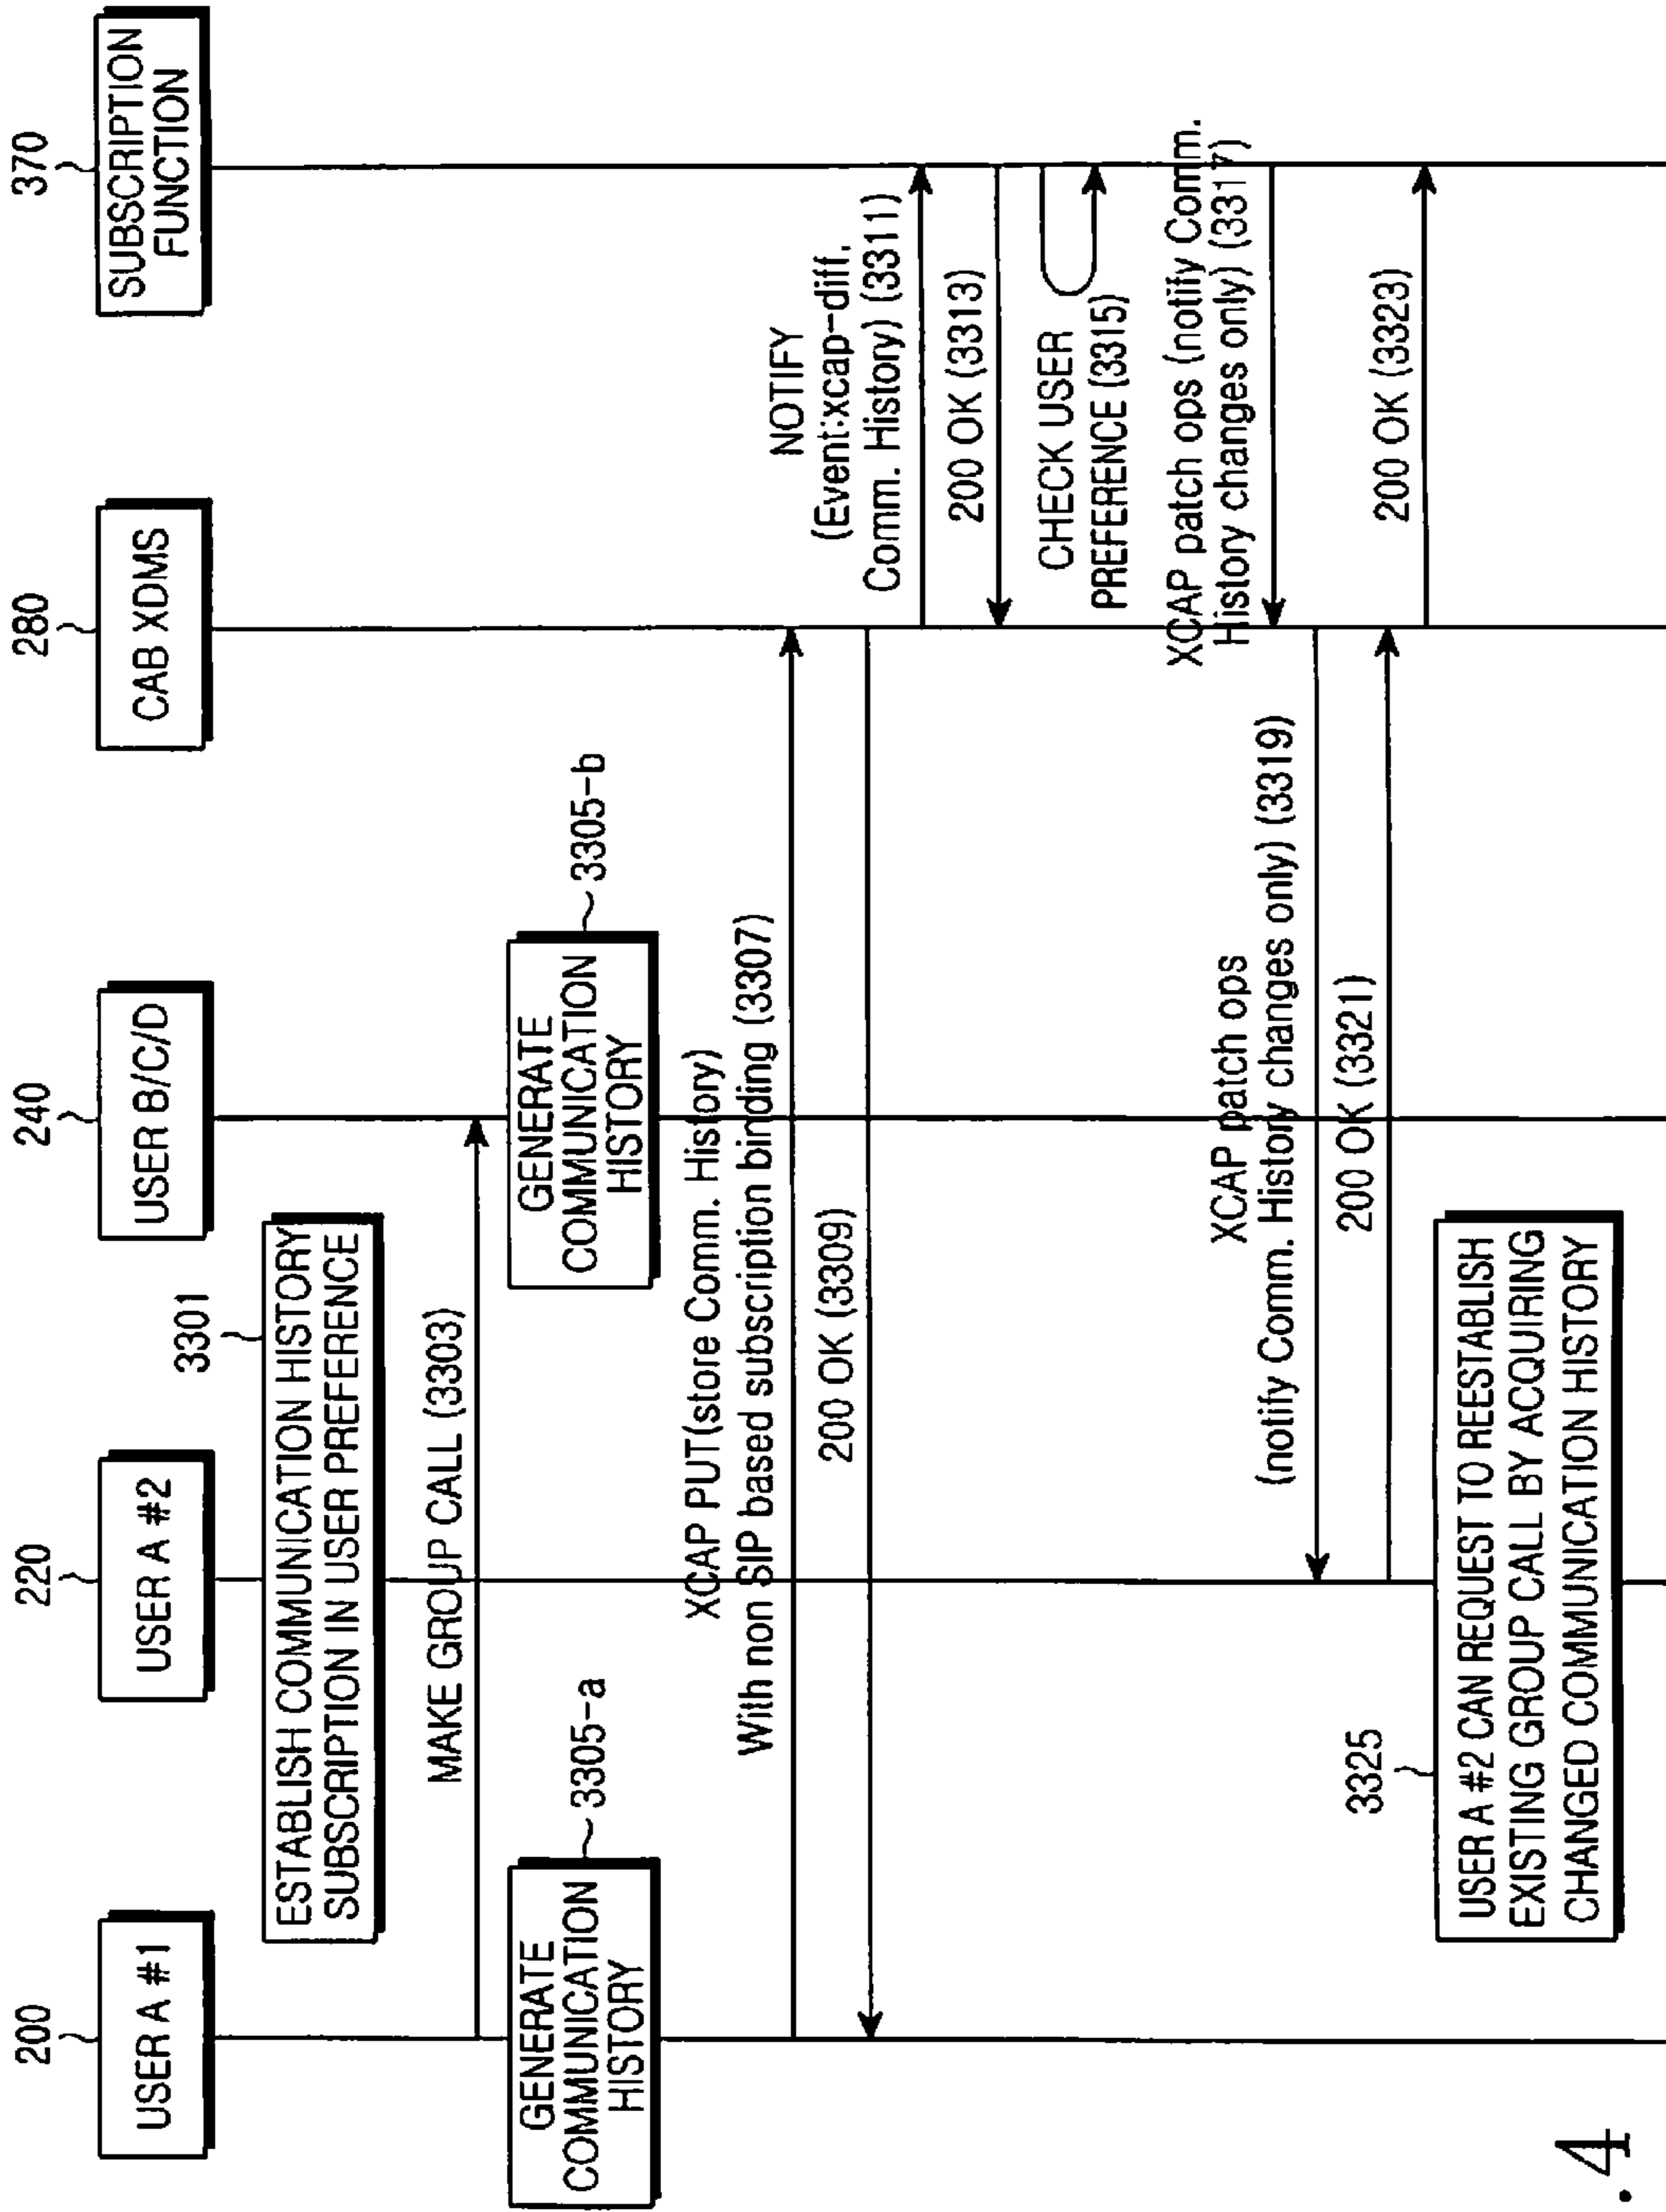 200
USER A #1
220
USER A #2
240
USER B/C/D
280
CAB XDMS
370
SUBSCRIPTION
FUNCTION
3301
ESTABLISH COMMUNICATION HISTORY
SUBSCRIPTION IN USER PREFERENCE
MAKE GROUP CALL (3303)
GENERATE
COMMUNICATION
HISTORY
3305-a
GENERATE
COMMUNICATION
HISTORY
3305-b
XCAP PUT(store Comm. History)
With non SIP based subscription binding (3307)
200 OK (3309)
NOTIFY
(Event:xcap-diff.
Comm. History) (3311)
200 OK (3313)
CHECK USER
PREFERENCE (3315)
XCAP patch ops (notify Comm.
History changes only) (3317)
XCAP patch ops
(notify Comm. History changes only) (3319)
200 OK (3321)
200 OK (3323)
3325
USER A #2 CAN REQUEST TO REESTABLISH
EXISTING GROUP CALL BY ACQUIRING
CHANGED COMMUNICATION HISTORY
.4